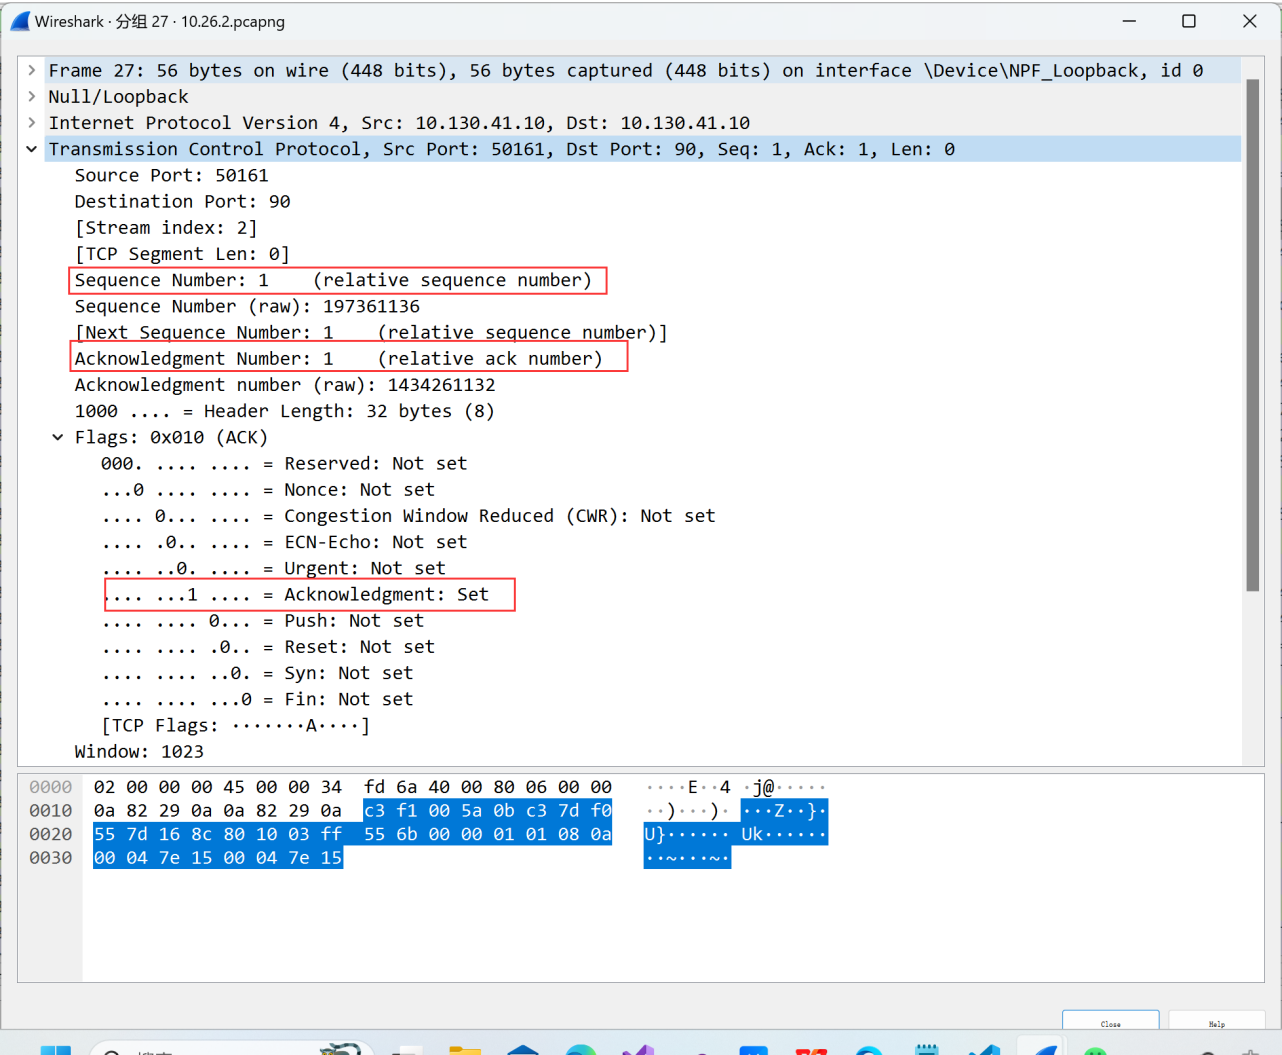 Wireshark · 分组 27 · 10.26.2.pcapng
Frame 27: 56 bytes on wire (448 bits), 56 bytes captured (448 bits) on interface \Device\NPF_Loopback, id 0
Null/Loopback
Internet Protocol Version 4, Src: 10.130.41.10, Dst: 10.130.41.10
Transmission Control Protocol, Src Port: 50161, Dst Port: 90, Seq: 1, Ack: 1, Len: 0
Source Port: 50161
Destination Port: 90
[Stream index: 2]
[TCP Segment Len: 0]
Sequence Number: 1    (relative sequence number)
Sequence Number (raw): 197361136
[Next Sequence Number: 1    (relative sequence number)]
Acknowledgment Number: 1    (relative ack number)
Acknowledgment number (raw): 1434261132
1000 .... = Header Length: 32 bytes (8)
Flags: 0x010 (ACK)
000. .... .... = Reserved: Not set
...0 .... .... = Nonce: Not set
.... 0... .... = Congestion Window Reduced (CWR): Not set
.... .0.. .... = ECN-Echo: Not set
.... ..0. .... = Urgent: Not set
.... ...1 .... = Acknowledgment: Set
.... .... 0... = Push: Not set
.... .... .0.. = Reset: Not set
.... .... ..0. = Syn: Not set
.... .... ...0 = Fin: Not set
[TCP Flags: ·······A····]
Window: 1023
0000 02 00 00 00 45 00 00 34 fd 6a 40 00 80 06 00 00 ····E··4 ·j@·····
0010 0a 82 29 0a 0a 82 29 0a c3 f1 00 5a 0b c3 7d f0 ··)···)· ···Z··}·
0020 55 7d 16 8c 80 10 03 ff 55 6b 00 00 01 01 08 0a U}······ Uk······
0030 00 04 7e 15 00 04 7e 15 ··~···~·
Close Help